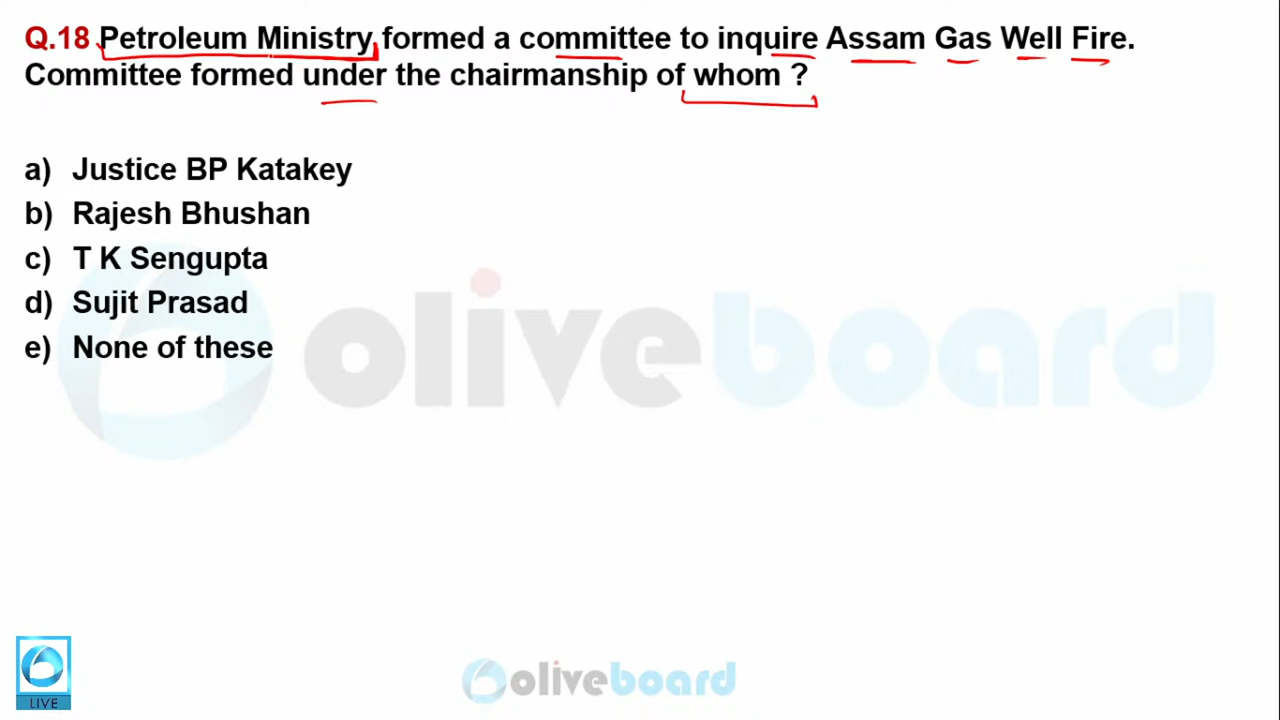 Q.18 Petroleum Ministry formed a committee to inquire Assam Gas Well Fire.
Committee formed under the chairmanship of whom ?
a) Justice BP Katakey
b) Rajesh Bhushan
c) T K Sengupta
d) Sujit Prasad
e) None of these
oliveboard
LIVE
oliveboard